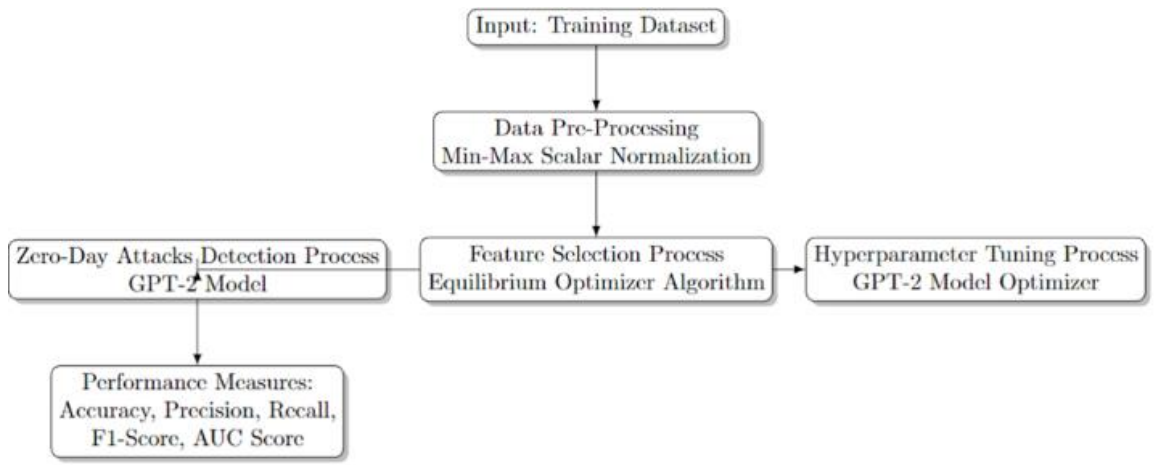 Input: Training Dataset
Data Pre-Processing
Min-Max Scalar Normalization
Zero-Day Attacks Detection Process
GPT-2 Model
Feature Selection Process
Equilibrium Optimizer Algorithm
Hyperparameter Tuning Process
GPT-2 Model Optimizer
Performance Measures:
Accuracy, Precision, Recall,
F1-Score, AUC Score